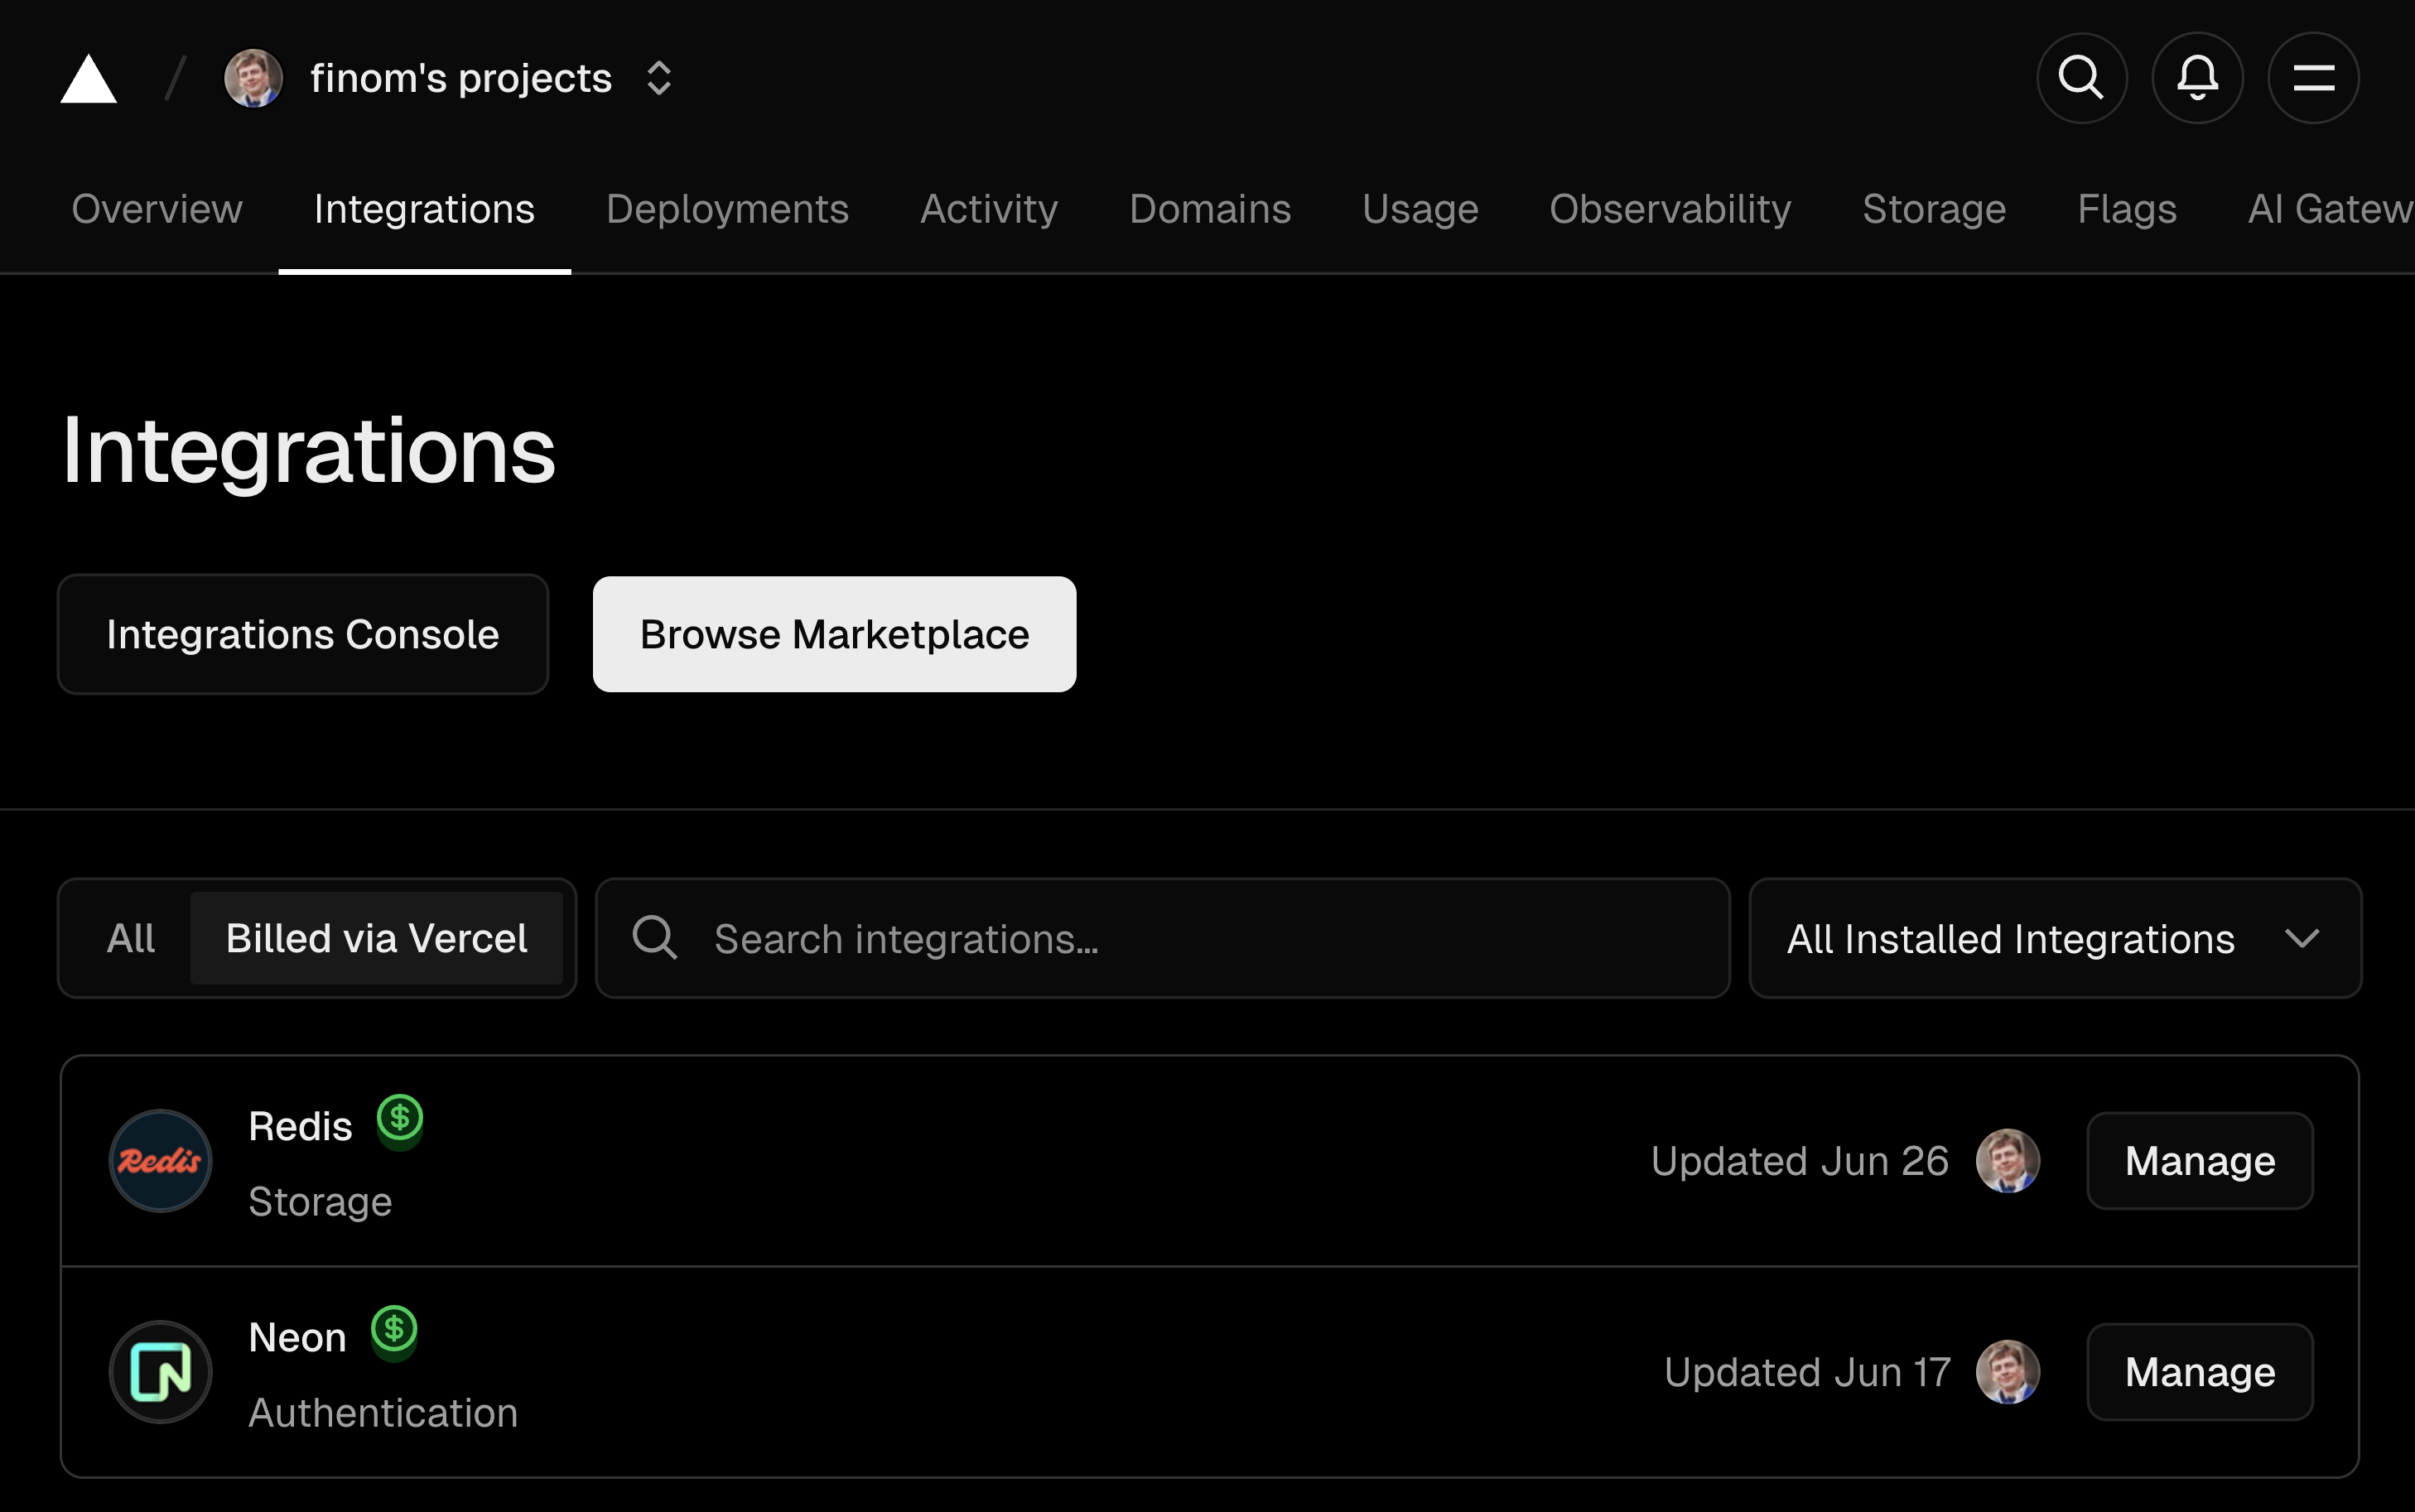 finom's projects
Overview Integrations Deployments Activity Domains Usage Observability Storage Flags AI Gatew
Integrations
Integrations Console Browse Marketplace
All Billed via Vercel Search integrations... All Installed Integrations
Redis $
Redis Updated Jun 26 Manage
Storage
Neon $
Updated Jun 17 Manage
Authentication